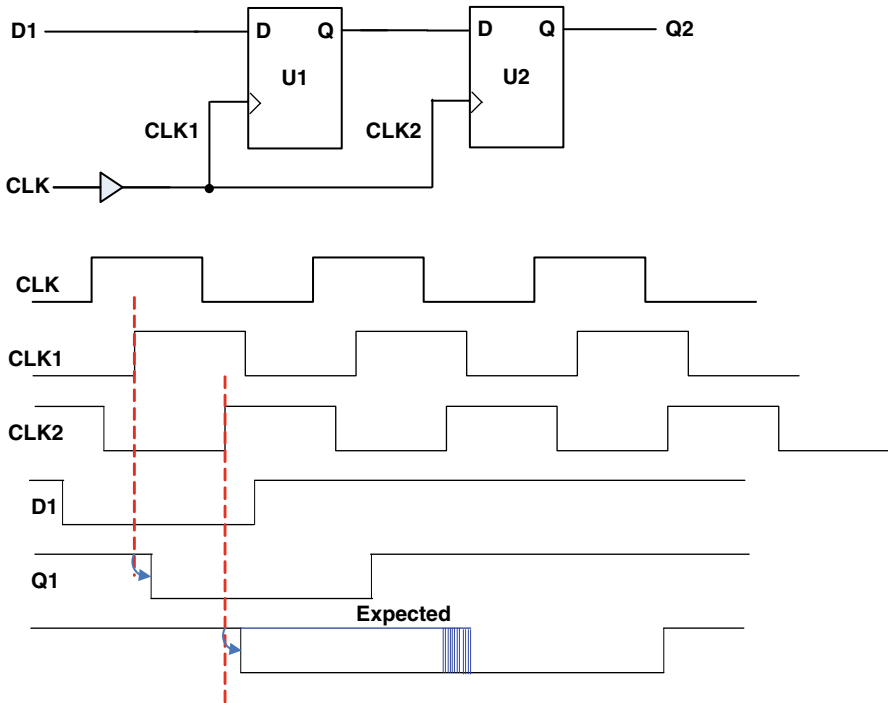 D1 D Q D Q Q2
U1 U2
CLK1 CLK2
CLK
CLK
CLK1
CLK2
D1
Q1
Expected